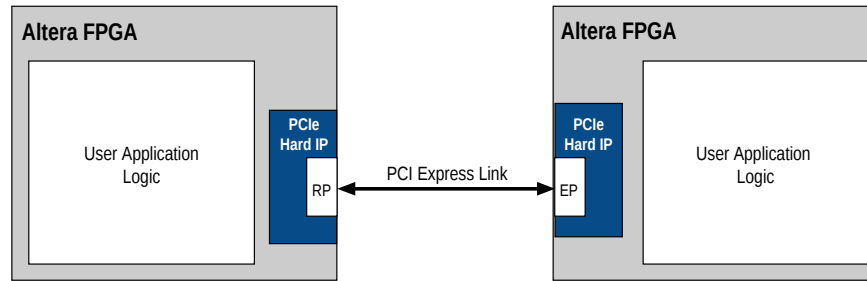 Altera FPGA
User Application
Logic
PCIe
Hard IP
RP
PCI Express Link
Altera FPGA
PCIe
Hard IP
EP
User Application
Logic